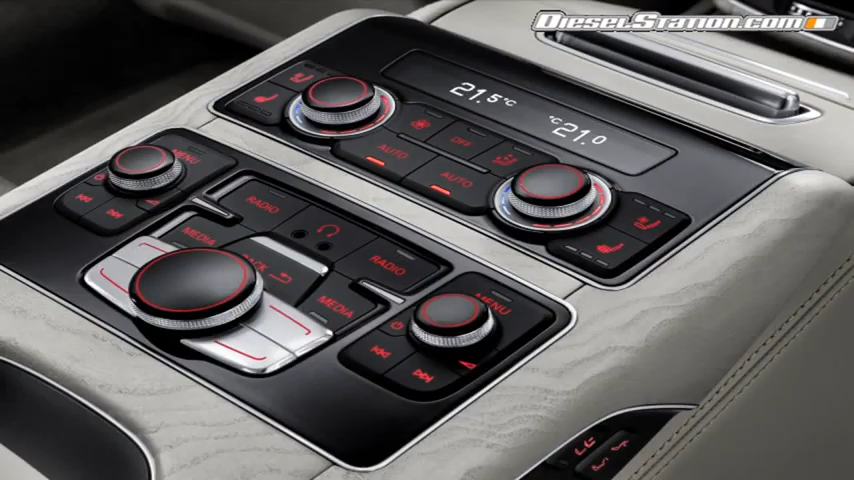 DieselStation.com
21.5°C
°C21.0
OFF
AUTO
AUTO
MENU
RADIO
MEDIA
BACK
RADIO
MEDIA
MENU